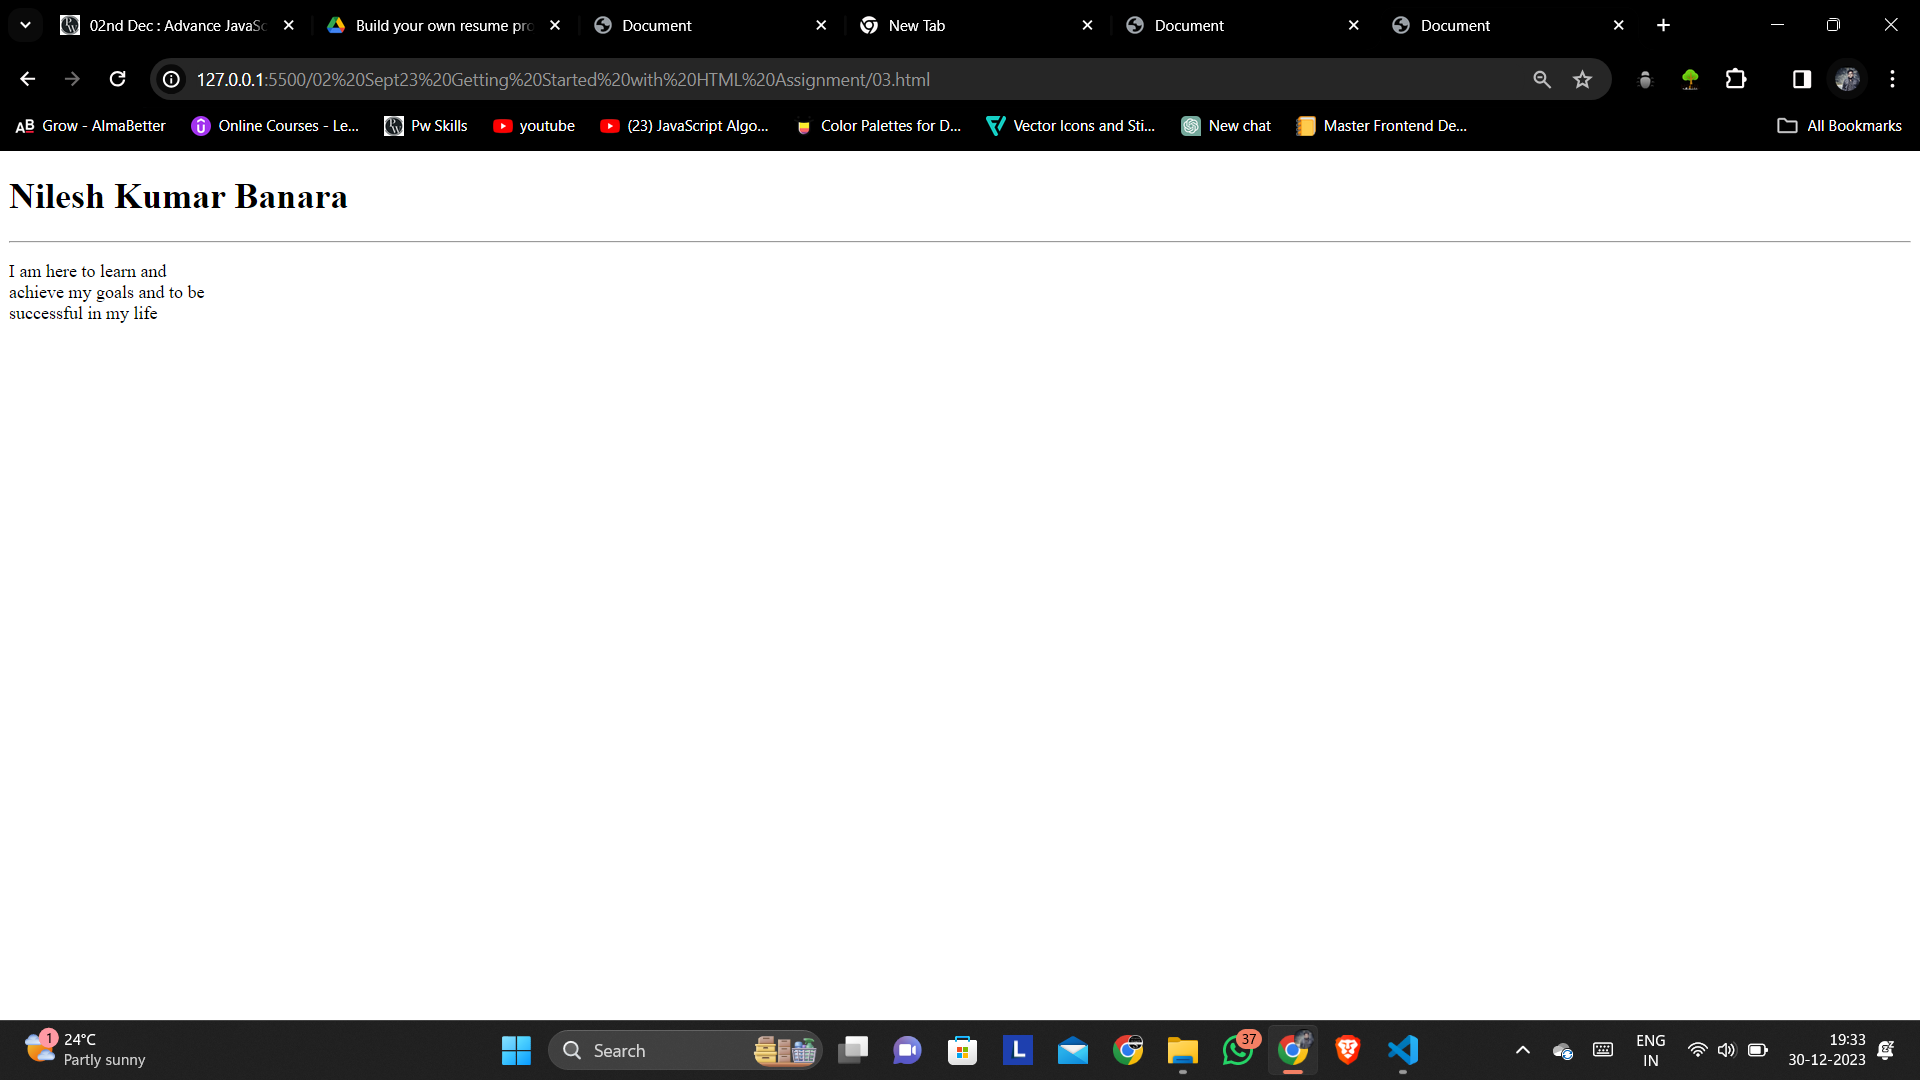 02nd Dec : Advance JavaSc
Build your own resume pro
Document
New Tab
Document
Document
127.0.0.1:5500/02%20Sept23%20Getting%20Started%20with%20HTML%20Assignment/03.html
AB Grow - AlmaBetter
Online Courses - Le...
Pw Skills
youtube
(23) JavaScript Algo...
Color Palettes for D...
Vector Icons and Sti...
New chat
Master Frontend De...
All Bookmarks
Nilesh Kumar Banara
I am here to learn and
achieve my goals and to be
successful in my life
1
24°C
Partly sunny
Search
L
37
ENG
IN
19:33
30-12-2023